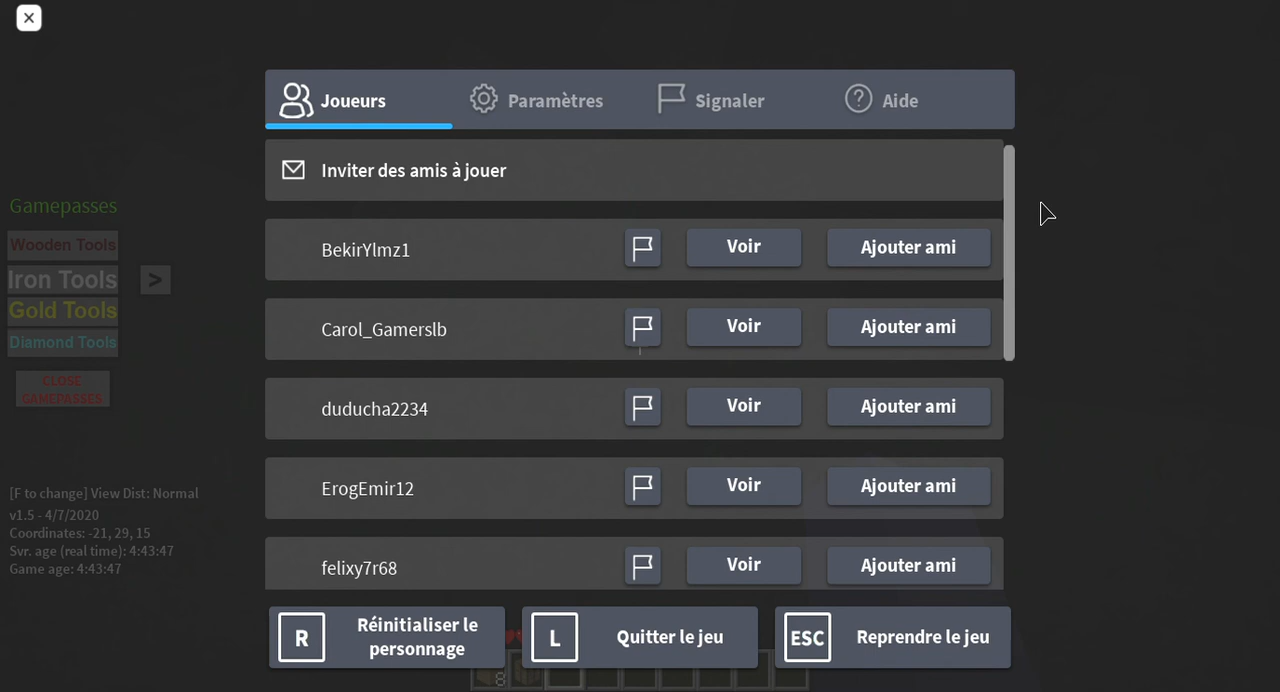 Joueurs
Paramètres
Signaler
Aide
Inviter des amis à jouer
Gamepasses
Wooden Tools
Iron Tools
>
Gold Tools
Diamond Tools
CLOSE
GAMEPASSES
BekirYlmz1
Voir
Ajouter ami
Carol_Gamerslb
Voir
Ajouter ami
duducha2234
Voir
Ajouter ami
ErogEmir12
Voir
Ajouter ami
felixy7r68
Voir
Ajouter ami
[F to change] View Dist: Normal
v1.5 - 4/7/2020
Coordinates: -21, 29, 15
Svr. age (real time): 4:43:47
Game age: 4:43:47
R
Réinitialiser le
personnage
L
Quitter le jeu
ESC
Reprendre le jeu
8